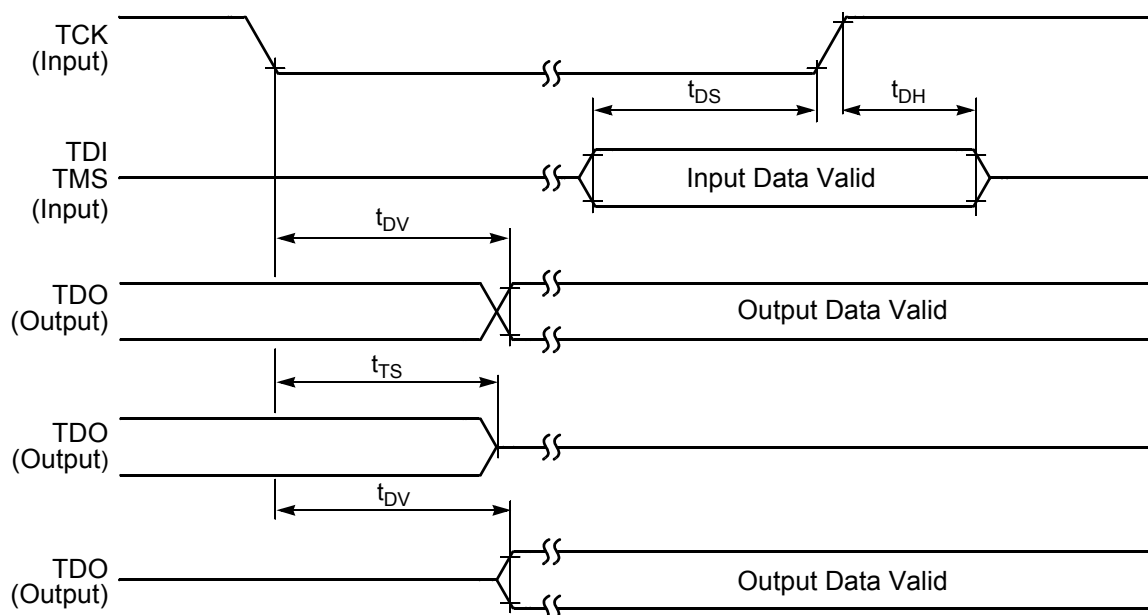 TCK
(Input)
tDS
tDH
TDI
TMS
(Input)
Input Data Valid
tDV
TDO
(Output)
Output Data Valid
tTS
TDO
(Output)
tDV
TDO
(Output)
Output Data Valid